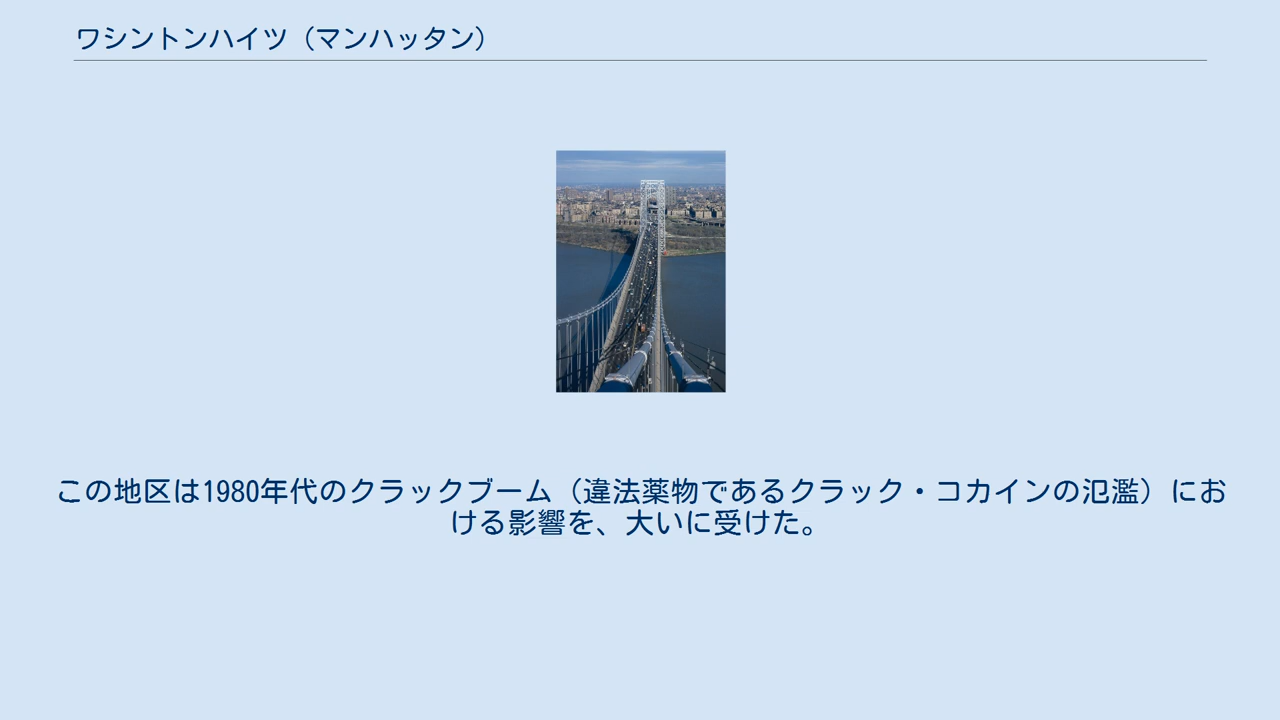 ワシントンハイツ（マンハッタン）
この地区は1980年代のクラックブーム（違法薬物であるクラック・コカインの氾濫）にお
ける影響を、大いに受けた。